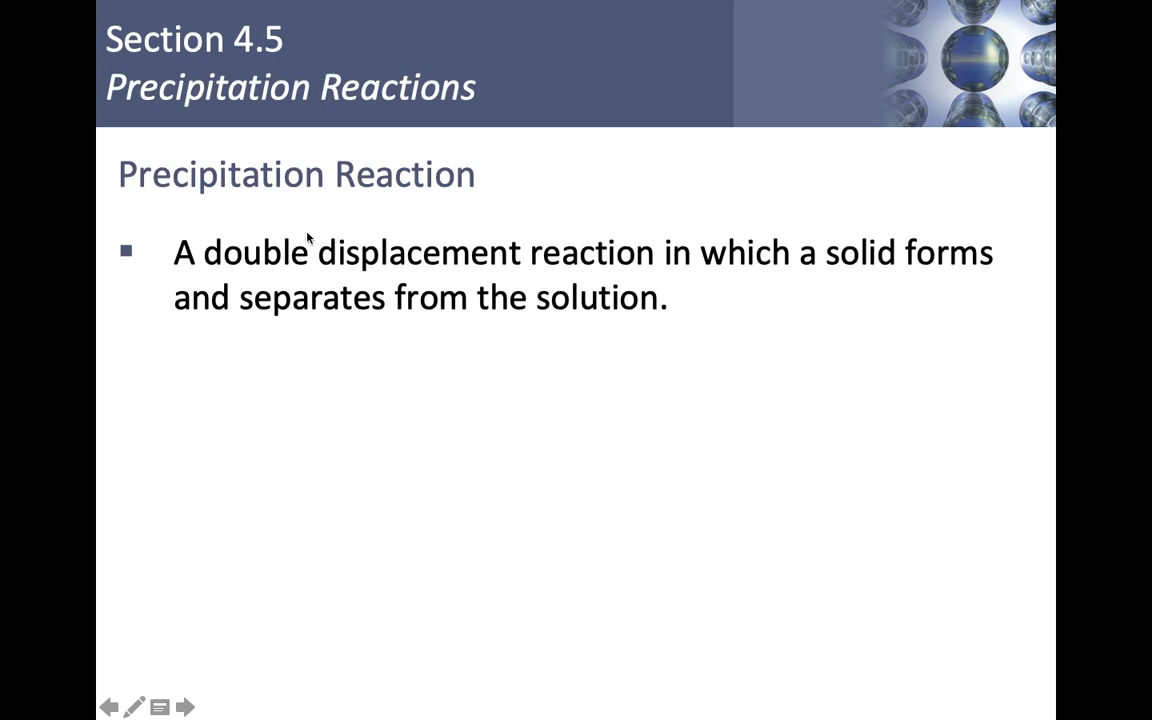 Section 4.5
Precipitation Reactions
Precipitation Reaction
▪ A double displacement reaction in which a solid forms
and separates from the solution.